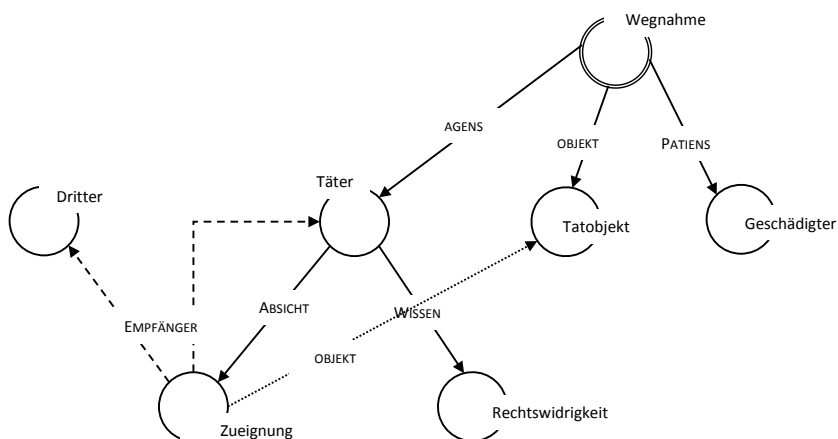 Wegnahme
AGENS
OBJEKT
PATIENS
Täter
Dritter
Tatobjekt
Geschädigter
ABSICHT
WISSEN
EMPFÄNGER
OBJEKT
Rechtswidrigkeit
Zueignung